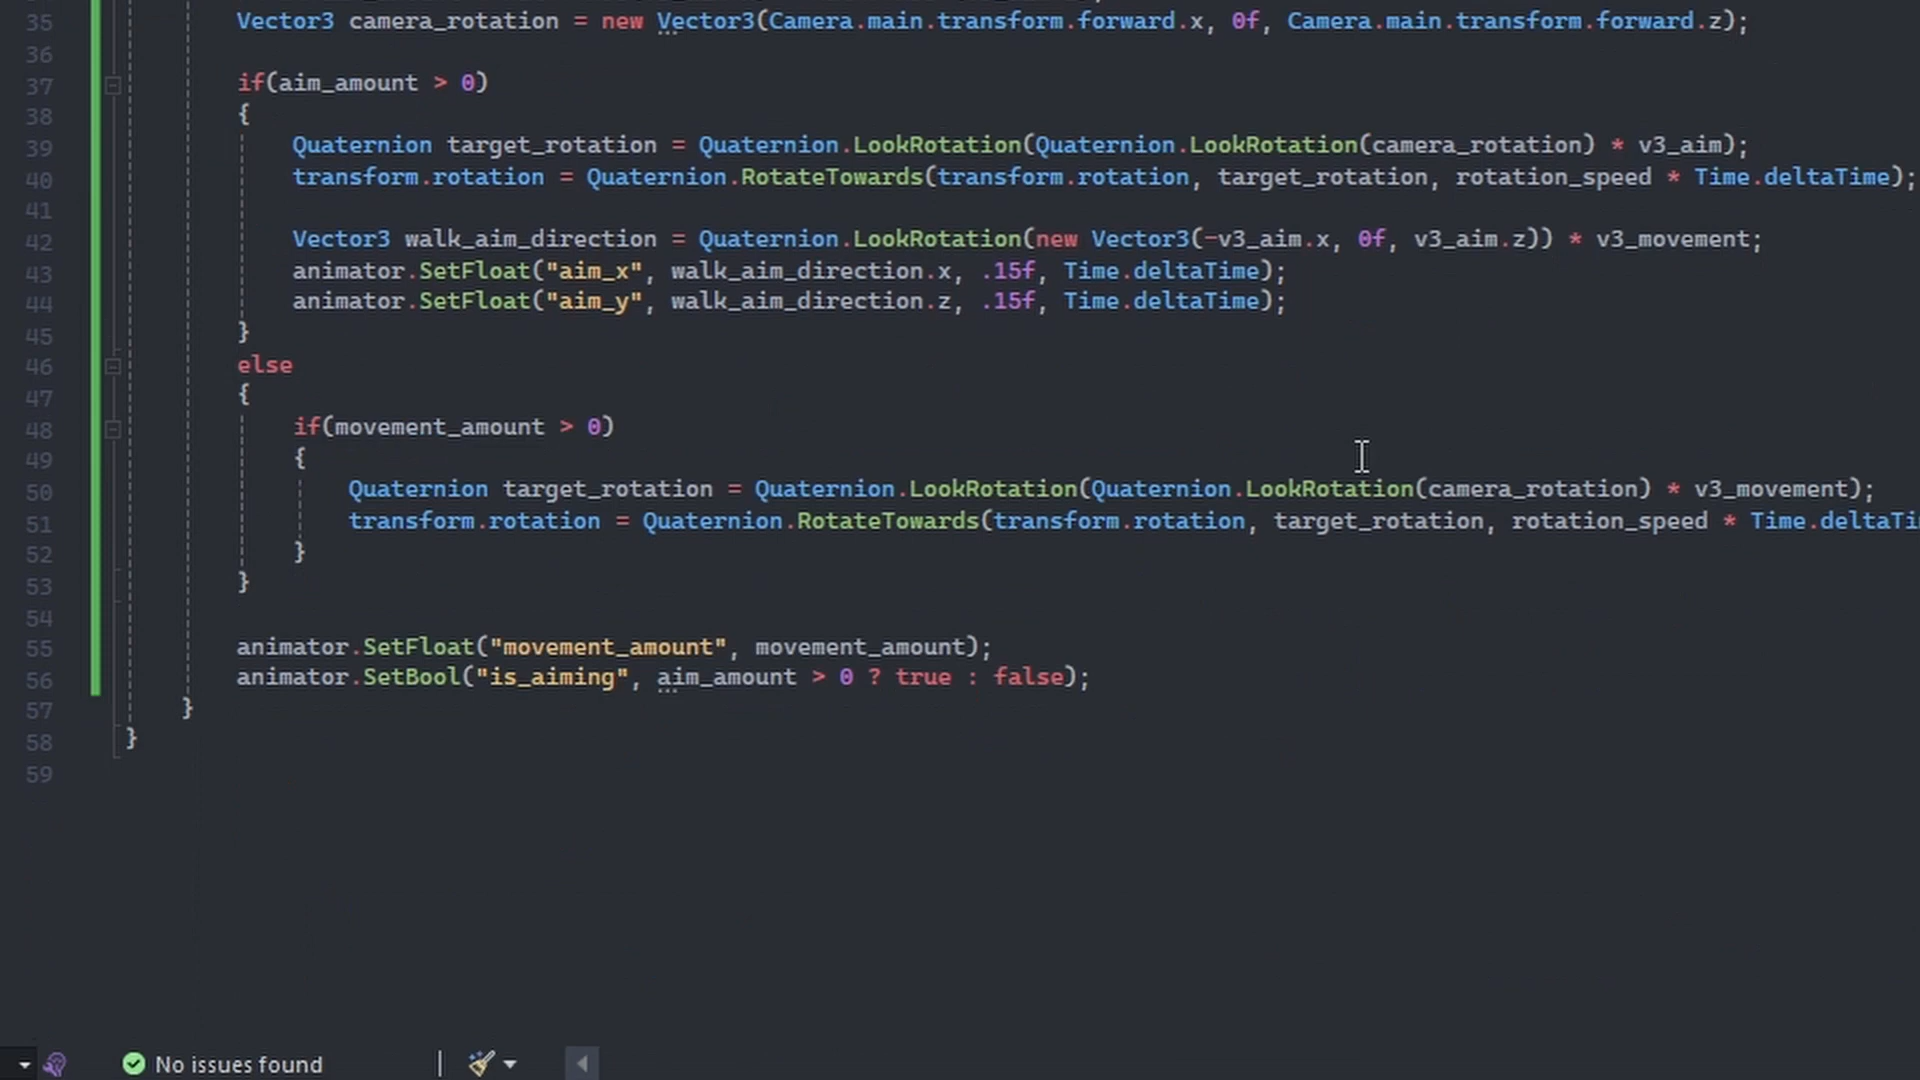 35 Vector3 camera_rotation = new Vector3(Camera.main.transform.forward.x, 0f, Camera.main.transform.forward.z);
36
37 if(aim_amount > 0)
38 {
39 Quaternion target_rotation = Quaternion.LookRotation(Quaternion.LookRotation(camera_rotation) * v3_aim);
40 transform.rotation = Quaternion.RotateTowards(transform.rotation, target_rotation, rotation_speed * Time.deltaTime);
41
42 Vector3 walk_aim_direction = Quaternion.LookRotation(new Vector3(-v3_aim.x, 0f, v3_aim.z)) * v3_movement;
43 animator.SetFloat("aim_x", walk_aim_direction.x, .15f, Time.deltaTime);
44 animator.SetFloat("aim_y", walk_aim_direction.z, .15f, Time.deltaTime);
45 }
46 else
47 {
48 if(movement_amount > 0)
49 {
50 Quaternion target_rotation = Quaternion.LookRotation(Quaternion.LookRotation(camera_rotation) * v3_movement);
51 transform.rotation = Quaternion.RotateTowards(transform.rotation, target_rotation, rotation_speed * Time.deltaTi
52 }
53 }
54
55 animator.SetFloat("movement_amount", movement_amount);
56 animator.SetBool("is_aiming", aim_amount > 0 ? true : false);
57 }
58 }
59
No issues found